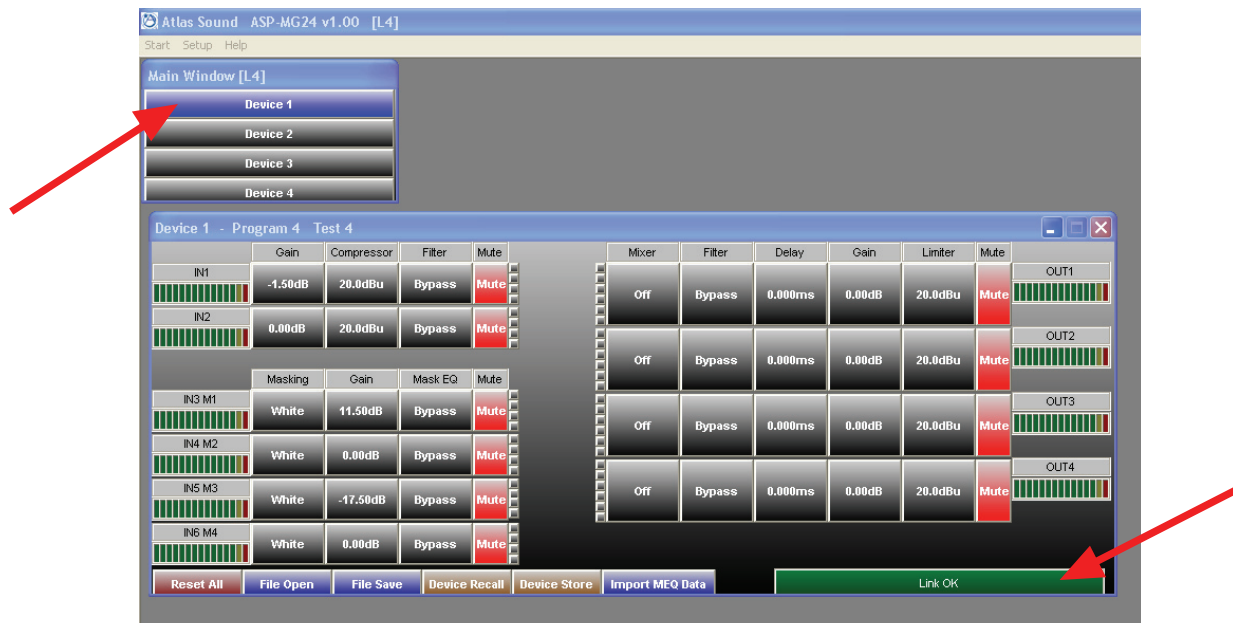 Atlas Sound ASP-MG24 v1.00 [L4]
Start Setup Help
Main Window [L4]
Device 1
Device 2
Device 3
Device 4
Device 1 - Program 4 Test 4
Gain Compressor Filter Mute Mixer Filter Delay Gain Limiter Mute
IN1 -1.50dB 20.0dBu Bypass Mute Off Bypass 0.000ms 0.00dB 20.0dBu Mute OUT1
IN2 0.00dB 20.0dBu Bypass Mute Off Bypass 0.000ms 0.00dB 20.0dBu Mute OUT2
Masking Gain Mask EQ Mute
IN3 M1 White 11.50dB Bypass Mute Off Bypass 0.000ms 0.00dB 20.0dBu Mute OUT3
IN4 M2 White 0.00dB Bypass Mute
IN5 M3 White -17.50dB Bypass Mute Off Bypass 0.000ms 0.00dB 20.0dBu Mute OUT4
IN6 M4 White 0.00dB Bypass Mute
Reset All File Open File Save Device Recall Device Store Import MEQ Data Link OK